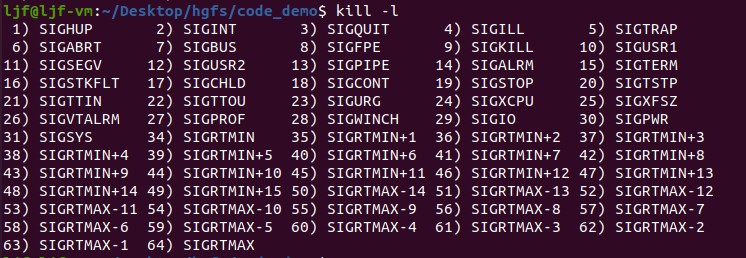 ljf@ljf-vm:~/Desktop/hgfs/code_demo$ kill -l
 1) SIGHUP       2) SIGINT       3) SIGQUIT      4) SIGILL       5) SIGTRAP
 6) SIGABRT      7) SIGBUS       8) SIGFPE       9) SIGKILL     10) SIGUSR1
11) SIGSEGV     12) SIGUSR2     13) SIGPIPE     14) SIGALRM     15) SIGTERM
16) SIGSTKFLT   17) SIGCHLD     18) SIGCONT     19) SIGSTOP     20) SIGTSTP
21) SIGTTIN     22) SIGTTOU     23) SIGURG      24) SIGXCPU     25) SIGXFSZ
26) SIGVTALRM   27) SIGPROF     28) SIGWINCH    29) SIGIO       30) SIGPWR
31) SIGSYS      34) SIGRTMIN    35) SIGRTMIN+1  36) SIGRTMIN+2  37) SIGRTMIN+3
38) SIGRTMIN+4  39) SIGRTMIN+5  40) SIGRTMIN+6  41) SIGRTMIN+7  42) SIGRTMIN+8
43) SIGRTMIN+9  44) SIGRTMIN+10 45) SIGRTMIN+11 46) SIGRTMIN+12 47) SIGRTMIN+13
48) SIGRTMIN+14 49) SIGRTMIN+15 50) SIGRTMAX-14 51) SIGRTMAX-13 52) SIGRTMAX-12
53) SIGRTMAX-11 54) SIGRTMAX-10 55) SIGRTMAX-9  56) SIGRTMAX-8  57) SIGRTMAX-7
58) SIGRTMAX-6  59) SIGRTMAX-5  60) SIGRTMAX-4  61) SIGRTMAX-3  62) SIGRTMAX-2
63) SIGRTMAX-1  64) SIGRTMAX